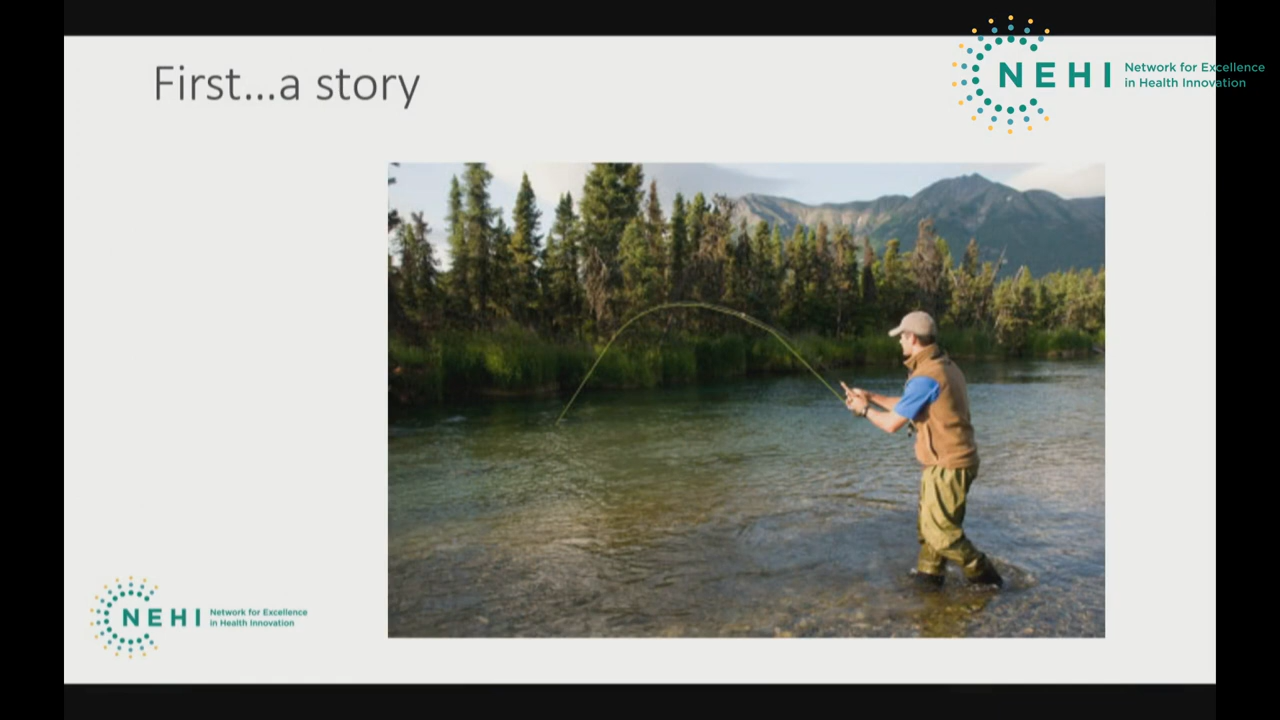 First...a story
NEHI
Network for Excellence
in Health Innovation
NEHI
Network for Excellence
in Health Innovation